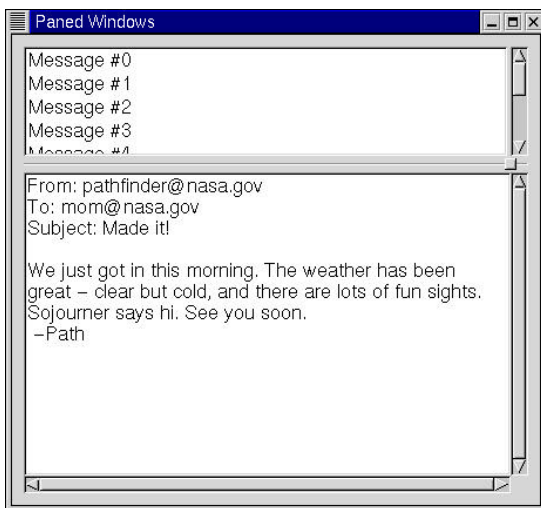 Paned Windows
Message #0
Message #1
Message #2
Message #3
Message #4
From: pathfinder@nasa.gov
To: mom@nasa.gov
Subject: Made it!
We just got in this morning. The weather has been
great – clear but cold, and there are lots of fun sights.
Sojourner says hi. See you soon.
–Path